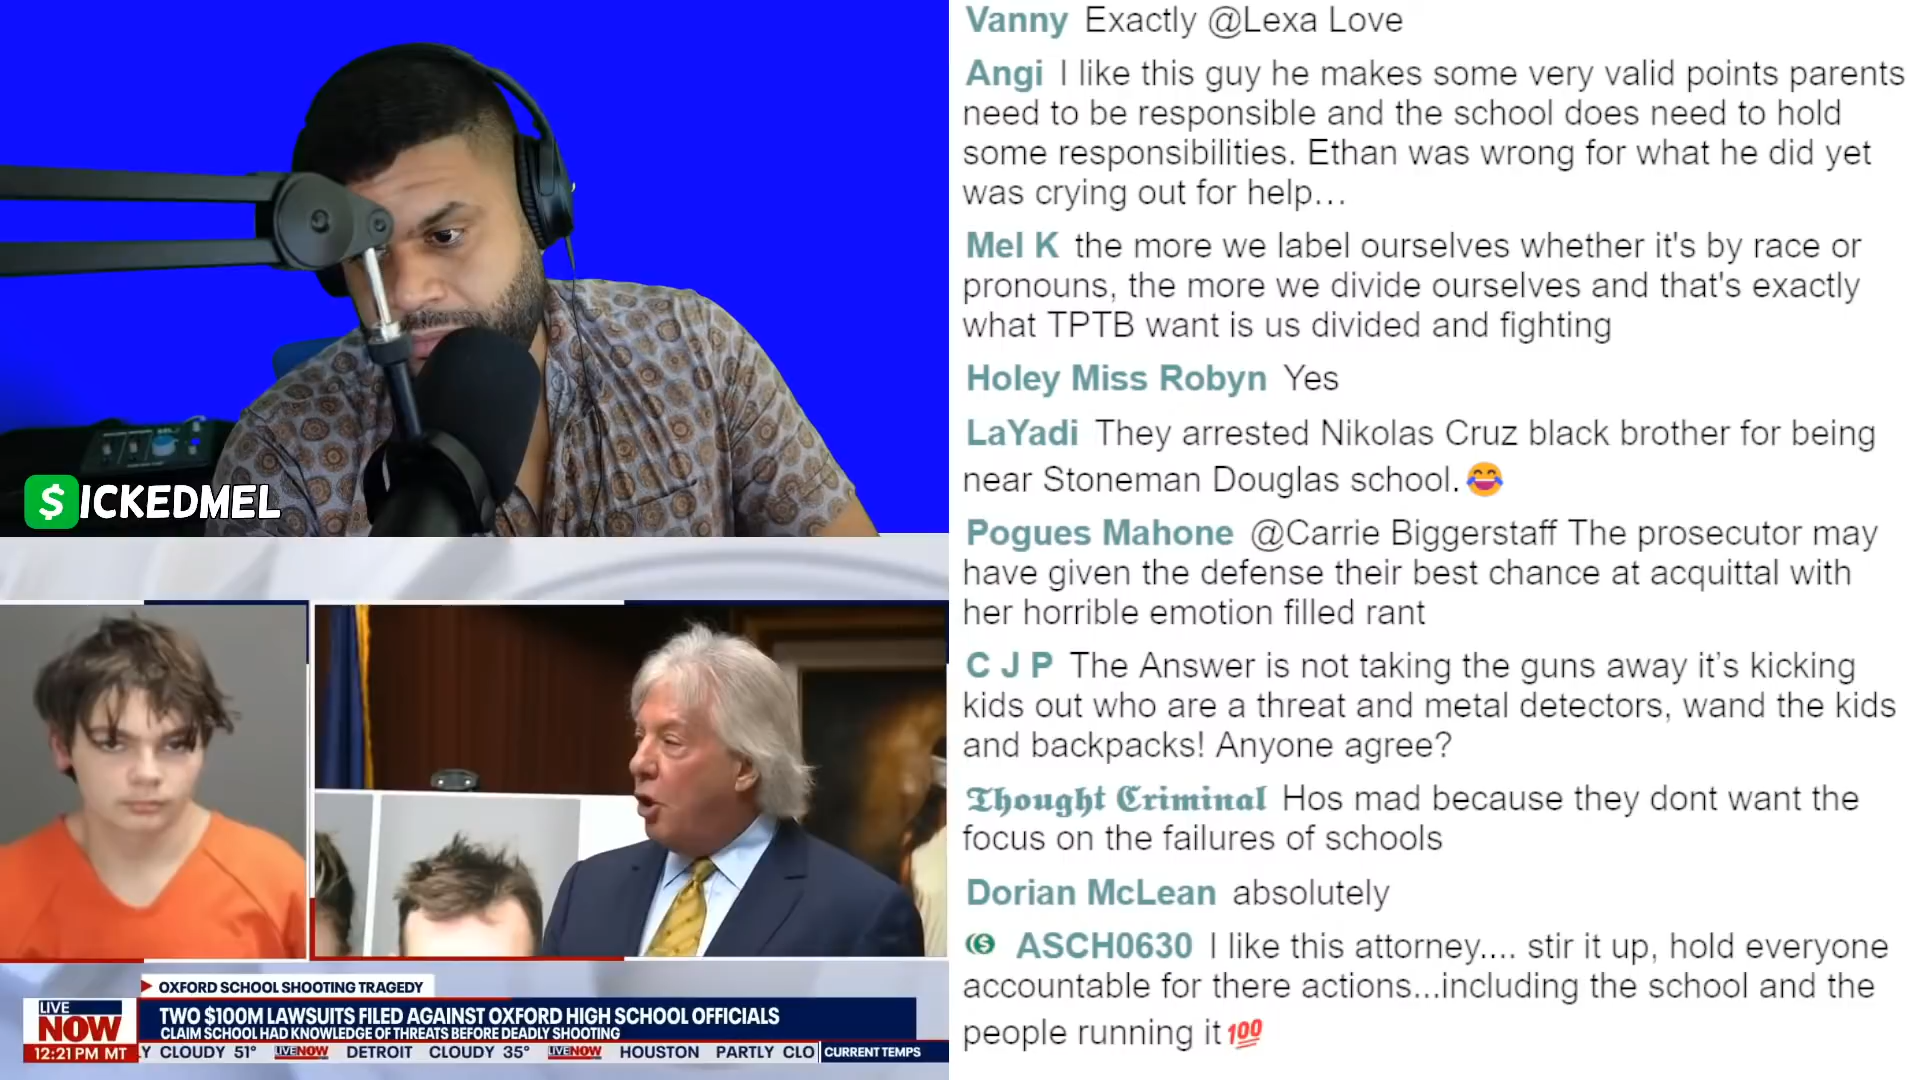 $ICKEDMEL
OXFORD SCHOOL SHOOTING TRAGEDY
LIVE
NOW
12:21 PM MT
TWO $100M LAWSUITS FILED AGAINST OXFORD HIGH SCHOOL OFFICIALS
CLAIM SCHOOL HAD KNOWLEDGE OF THREATS BEFORE DEADLY SHOOTING
Y CLOUDY 51° LIVENOW DETROIT CLOUDY 35° LIVENOW HOUSTON PARTLY CLO
CURRENT TEMPS
Vanny Exactly @Lexa Love
Angi I like this guy he makes some very valid points parents
need to be responsible and the school does need to hold
some responsibilities. Ethan was wrong for what he did yet
was crying out for help…
Mel K the more we label ourselves whether it's by race or
pronouns, the more we divide ourselves and that's exactly
what TPTB want is us divided and fighting
Holey Miss Robyn Yes
LaYadi They arrested Nikolas Cruz black brother for being
near Stoneman Douglas school.😂
Pogues Mahone @Carrie Biggerstaff The prosecutor may
have given the defense their best chance at acquittal with
her horrible emotion filled rant
C J P The Answer is not taking the guns away it’s kicking
kids out who are a threat and metal detectors, wand the kids
and backpacks! Anyone agree?
𝕿𝖍𝖔𝖚𝖌𝖍𝖙 𝕮𝖗𝖎𝖒𝖎𝖓𝖆𝖑 Hos mad because they dont want the
focus on the failures of schools
Dorian McLean absolutely
ASCH0630 I like this attorney.... stir it up, hold everyone
accountable for there actions...including the school and the
people running it💯